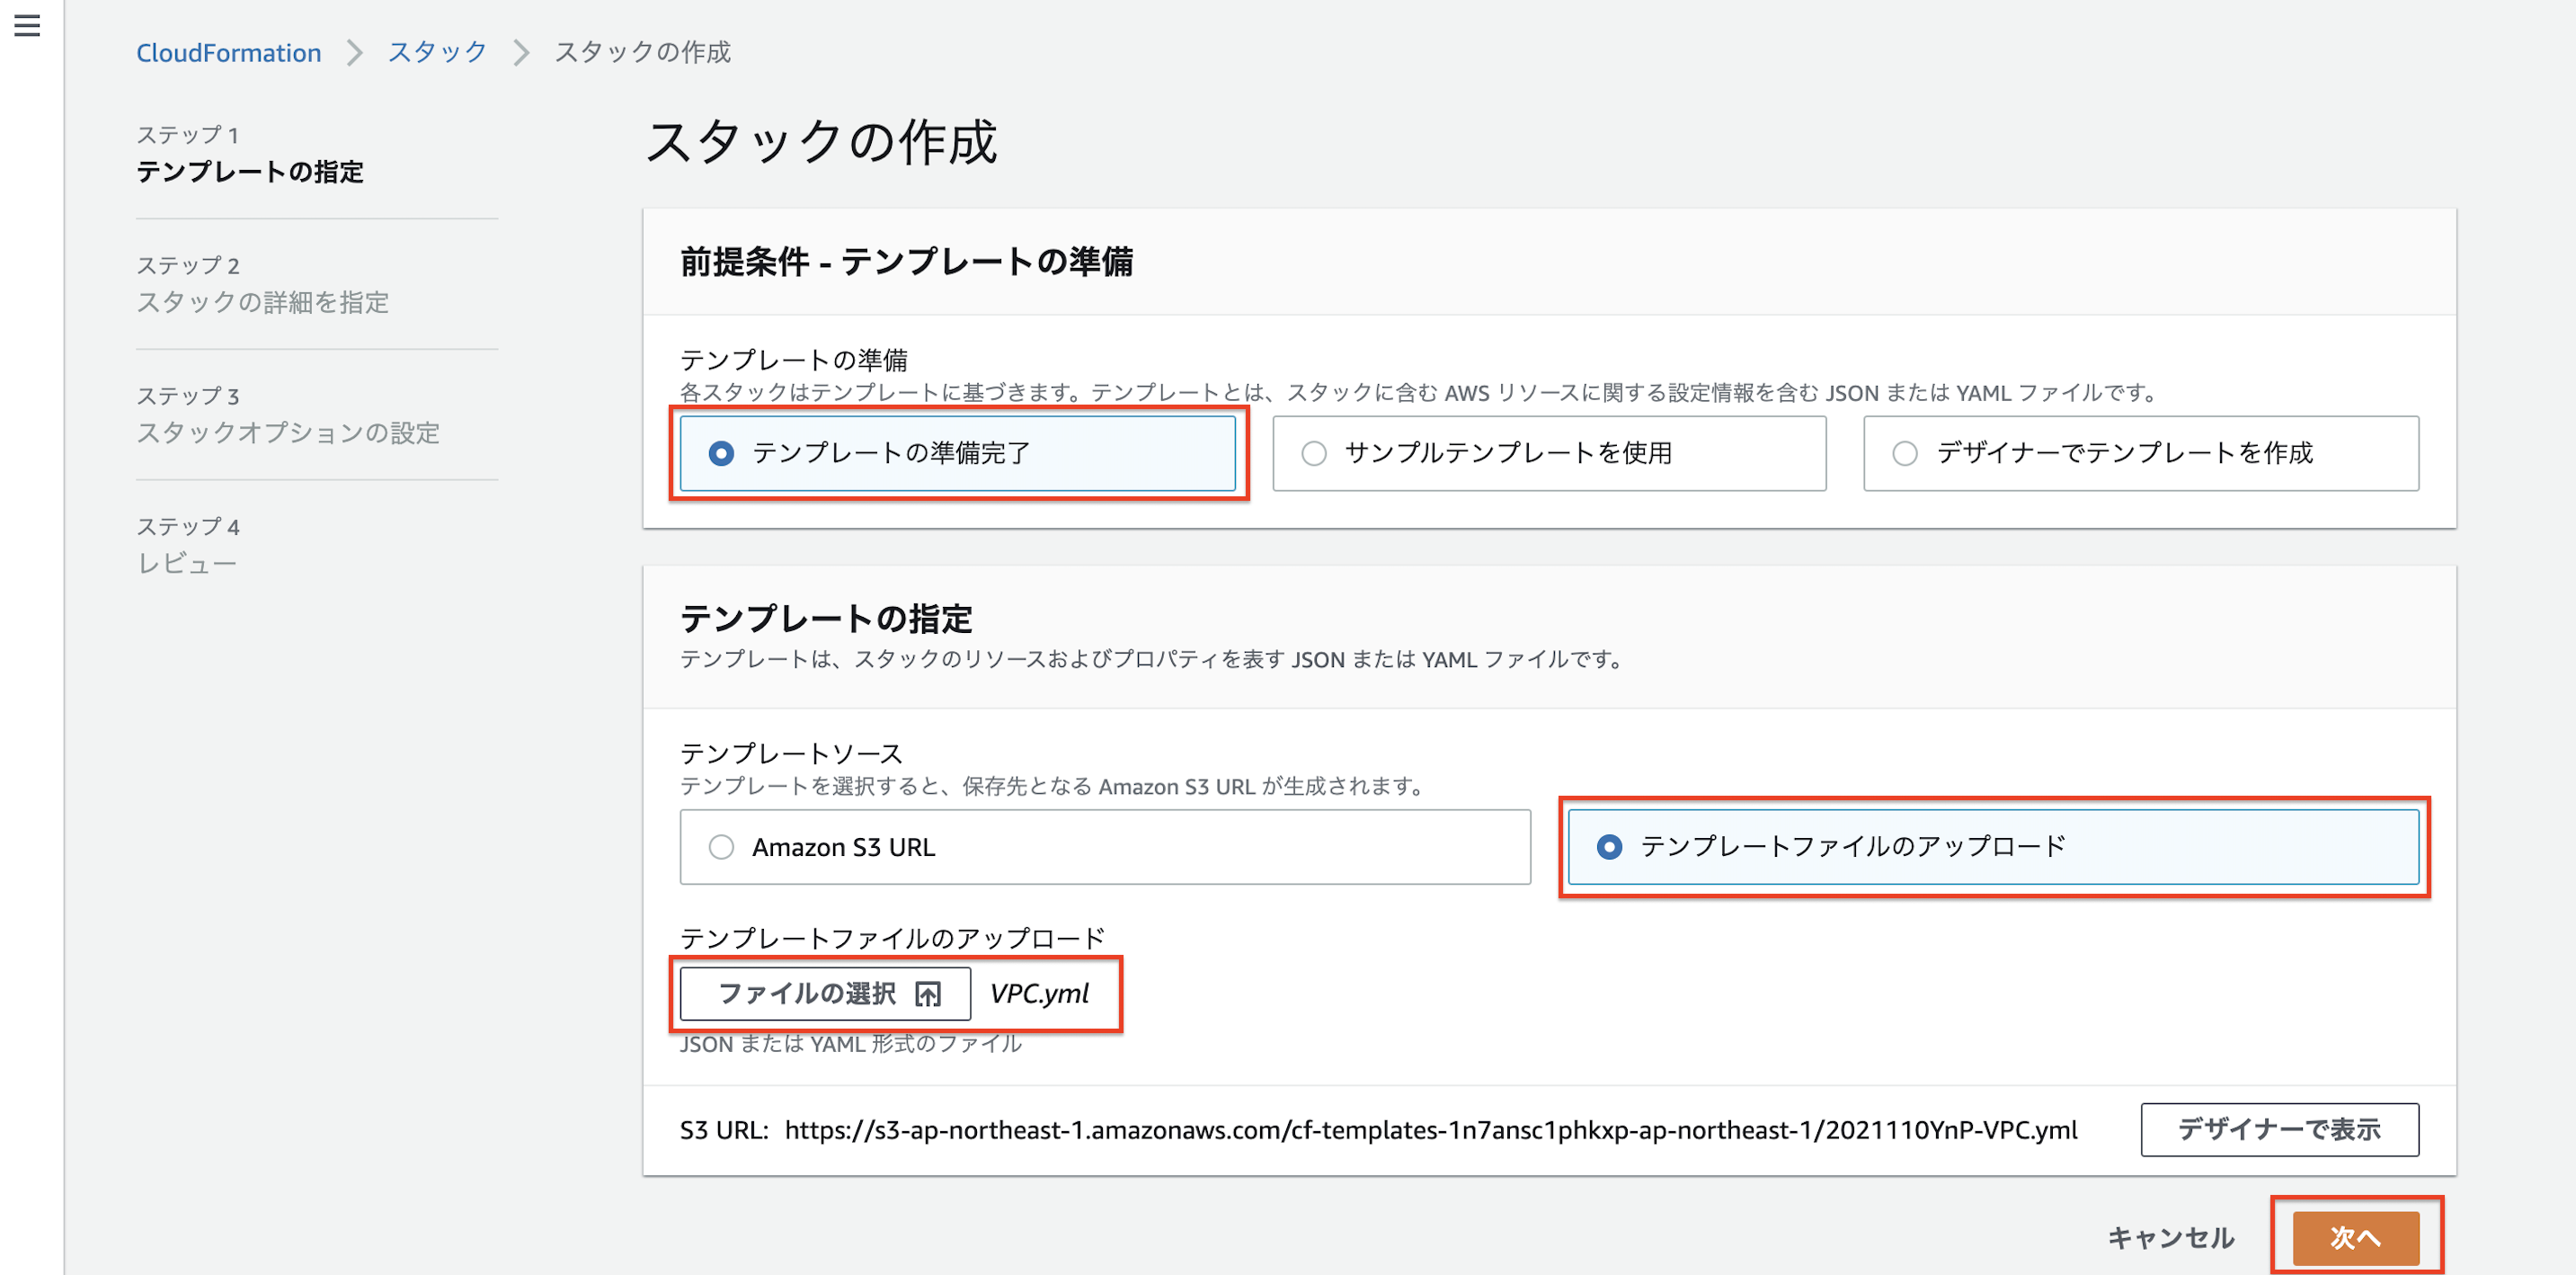 CloudFormation > スタック > スタックの作成
ステップ 1
テンプレートの指定
ステップ 2
スタックの詳細を指定
ステップ 3
スタックオプションの設定
ステップ 4
レビュー
スタックの作成
前提条件 - テンプレートの準備
テンプレートの準備
各スタックはテンプレートに基づきます。テンプレートとは、スタックに含む AWS リソースに関する設定情報を含む JSON または YAML ファイルです。
テンプレートの準備完了
サンプルテンプレートを使用
デザイナーでテンプレートを作成
テンプレートの指定
テンプレートは、スタックのリソースおよびプロパティを表す JSON または YAML ファイルです。
テンプレートソース
テンプレートを選択すると、保存先となる Amazon S3 URL が生成されます。
Amazon S3 URL
テンプレートファイルのアップロード
テンプレートファイルのアップロード
ファイルの選択 VPC.yml
JSON または YAML 形式のファイル
S3 URL: https://s3-ap-northeast-1.amazonaws.com/cf-templates-1n7ansc1phkxp-ap-northeast-1/2021110YnP-VPC.yml
デザイナーで表示
キャンセル
次へ